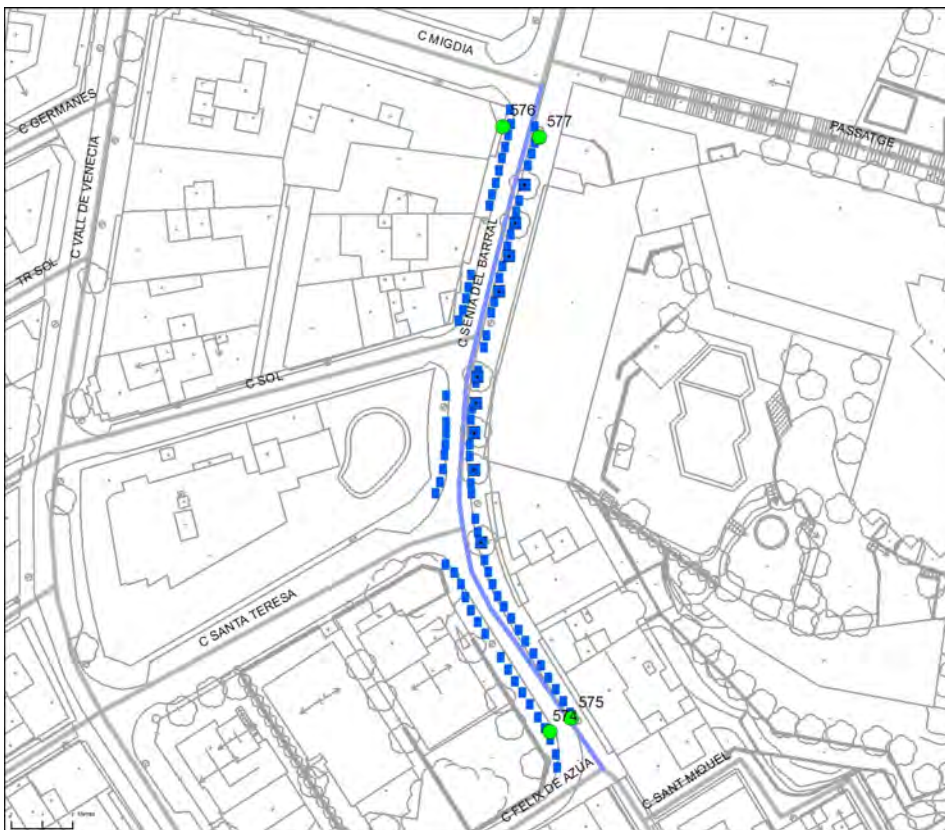 C MIGDIA
576
577
C GERMANES
PASSATGE
C VALL DE VENECIA
TR SOL
C SENIA DEL BARRAL
C SOL
C SANTA TERESA
575
574
C FELIX DE AZUA
C SANT MIQUEL